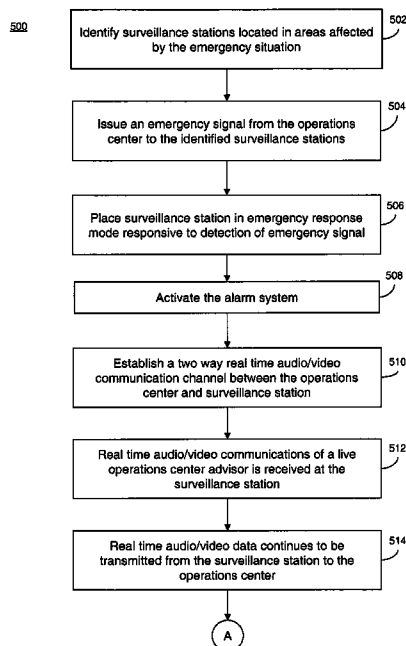 500
502
Identify surveillance stations located in areas affected
by the emergency situation
504
Issue an emergency signal from the operations
center to the identified surveillance stations
506
Place surveillance station in emergency response
mode responsive to detection of emergency signal
508
Activate the alarm system
510
Establish a two way real time audio/video
communication channel between the operations
center and surveillance station
512
Real time audio/video communications of a live
operations center advisor is received at the
surveillance station
514
Real time audio/video data continues to be
transmitted from the surveillance station to the
operations center
A